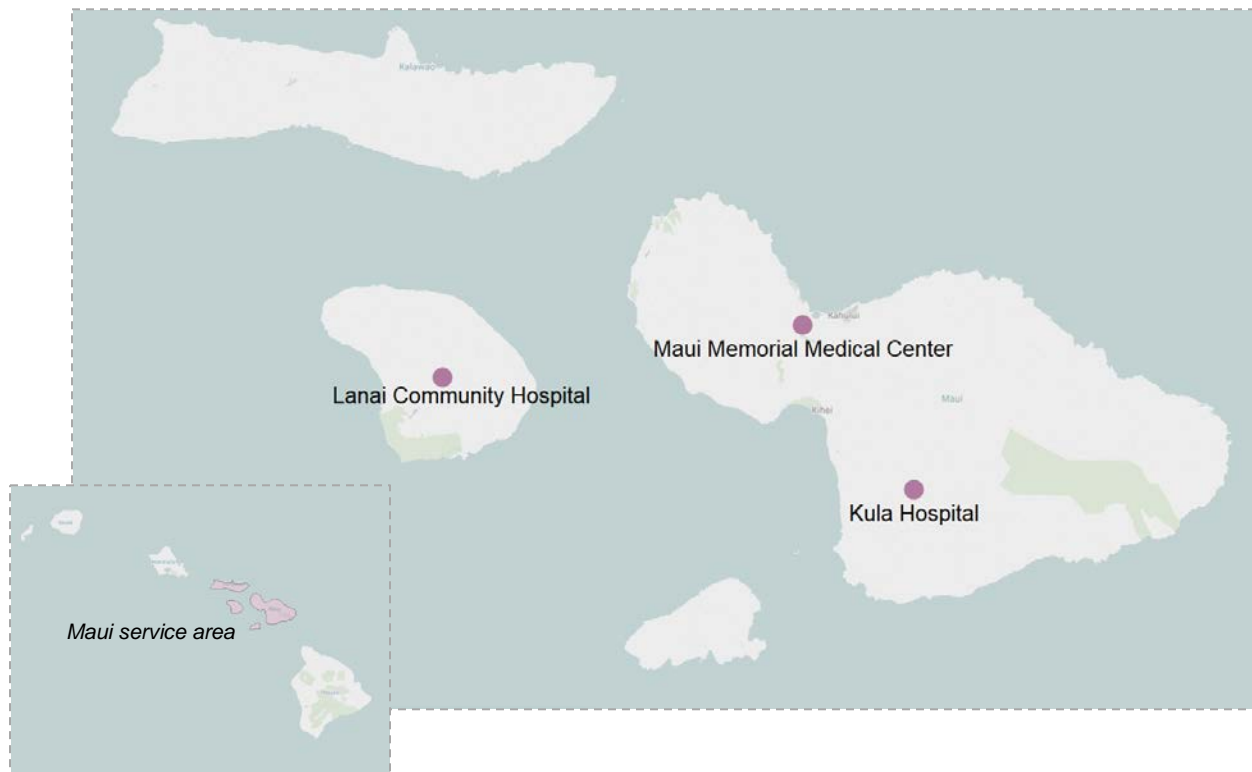 Kalawao
Kahului
Maui Memorial Medical Center
Lanai Community Hospital
Maui
Kihei
Kula Hospital
Maui service area